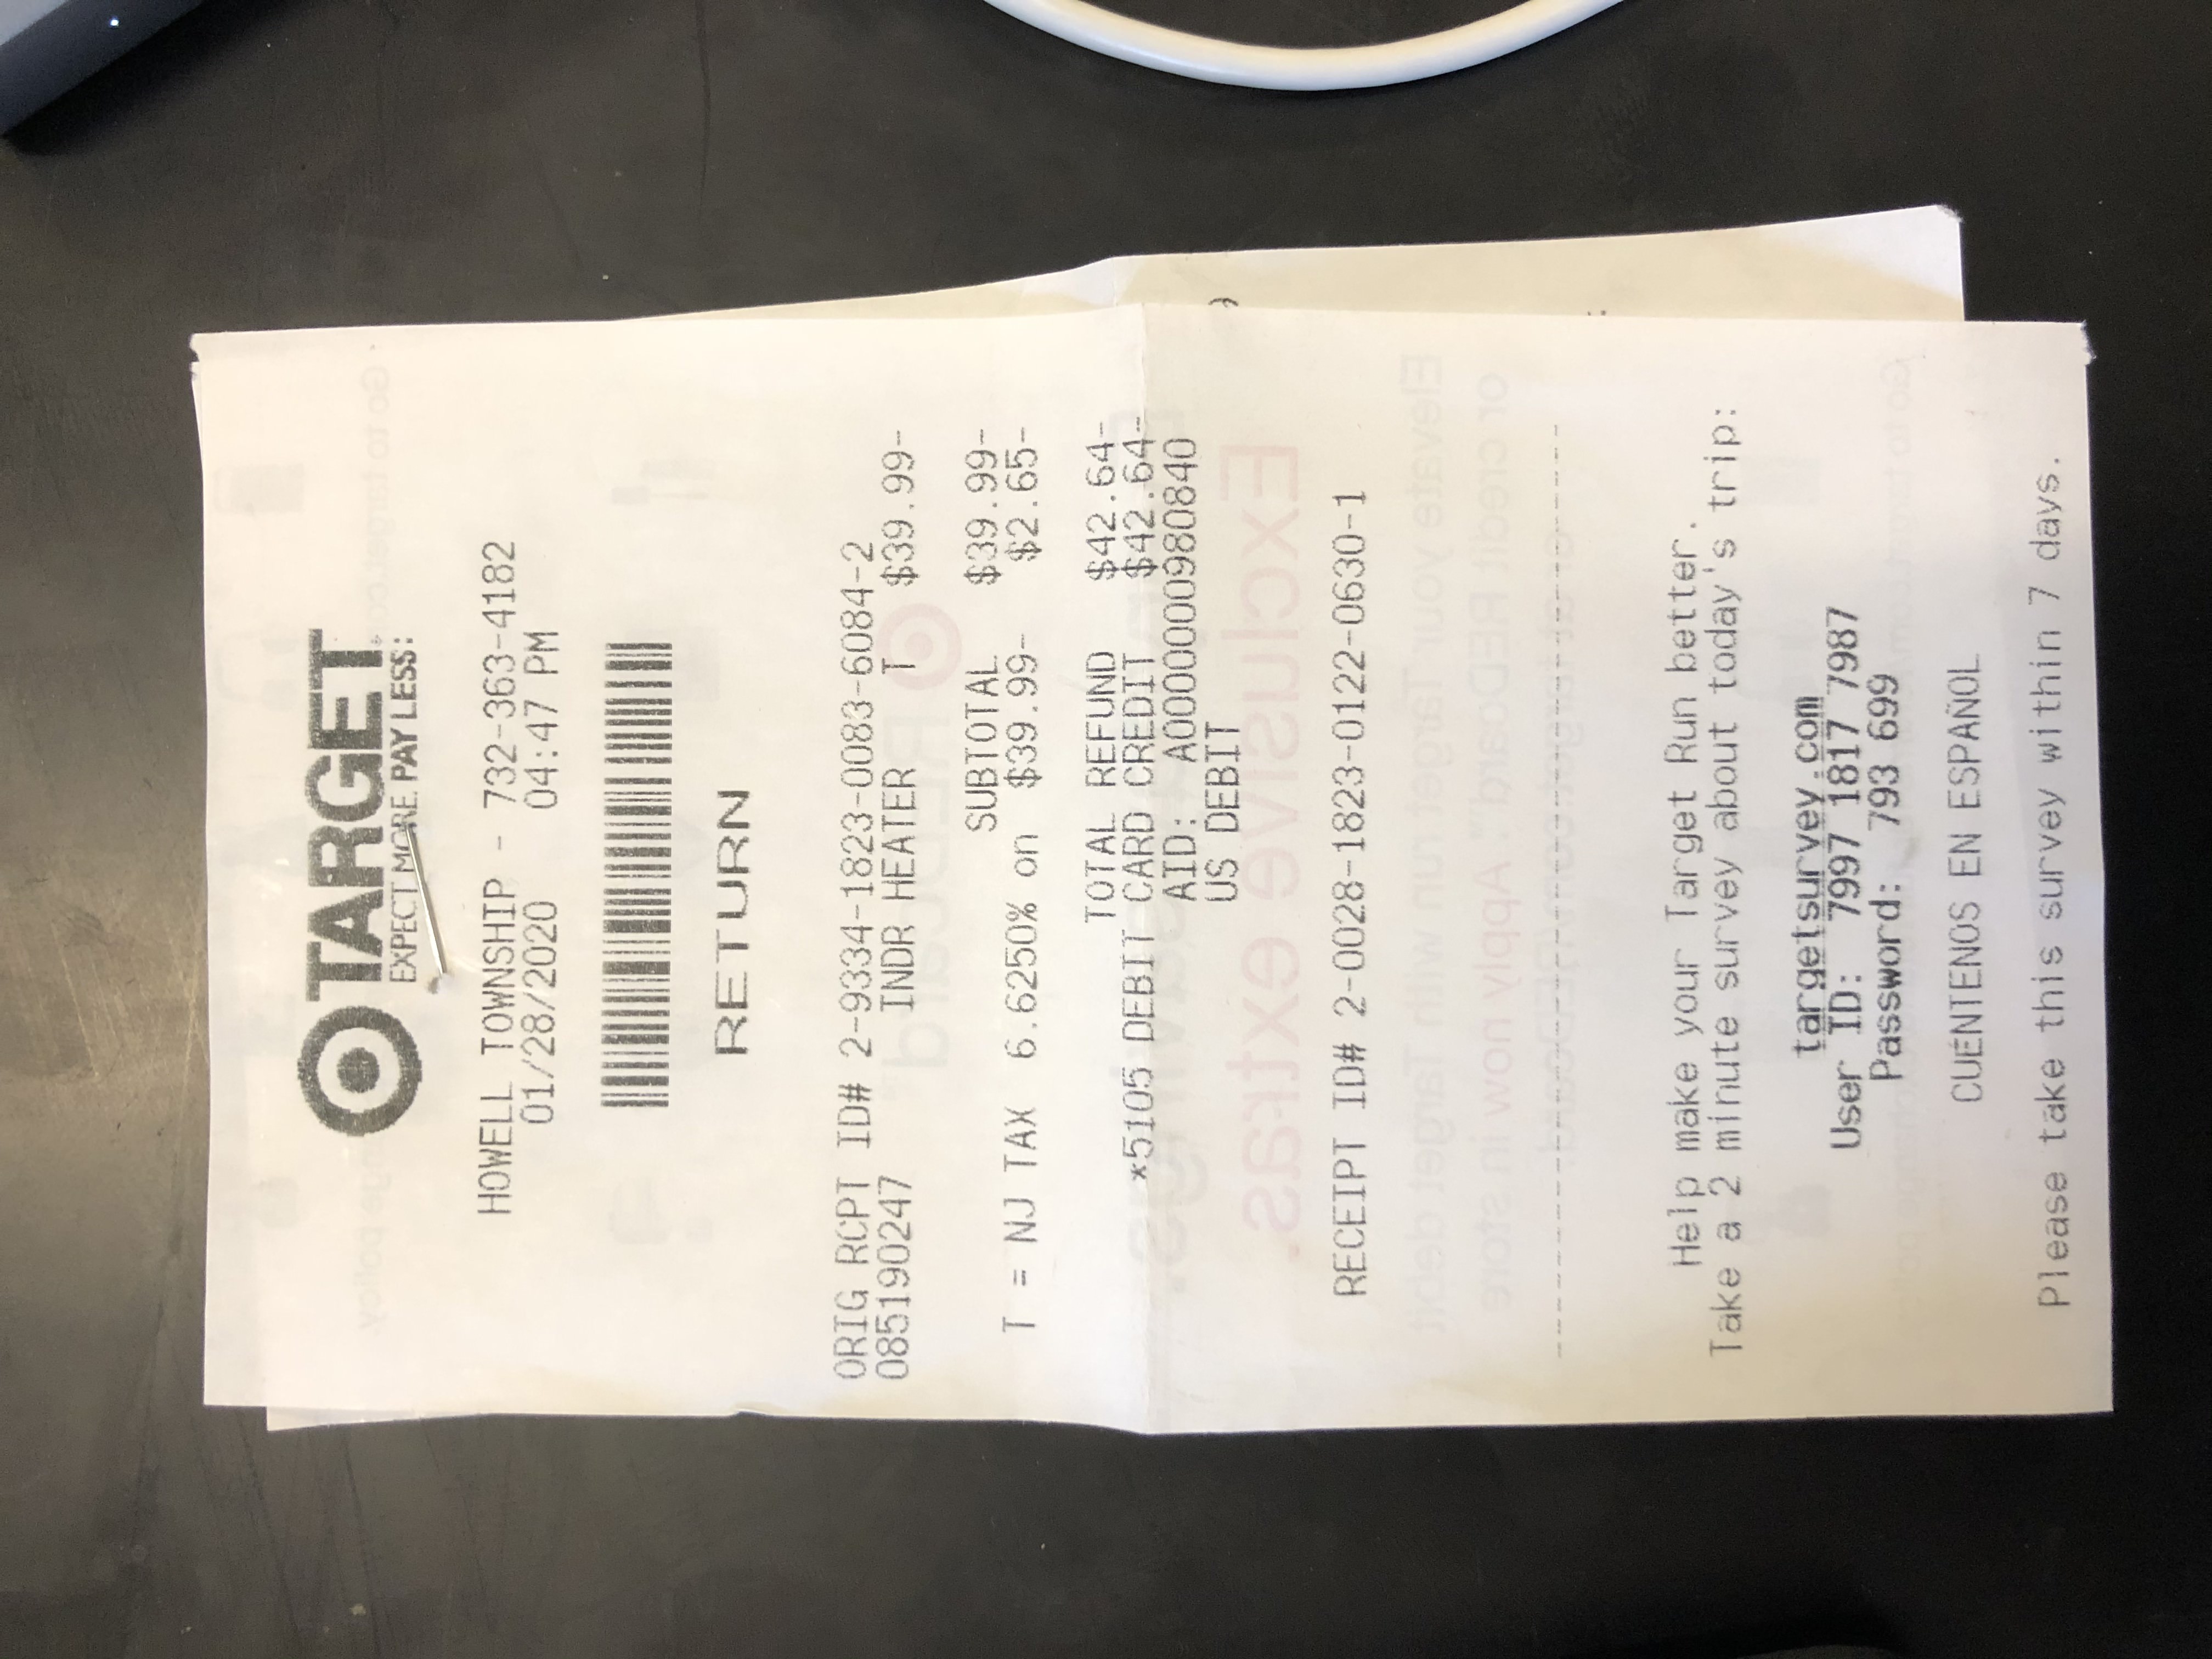 TARGET
EXPECT MORE. PAY LESS:
HOWELL TOWNSHIP - 732-363-4182
01/28/2020 04:47 PM
RETURN
ORIG RCPT ID# 2-9334-1823-0083-6084-2
085190247 INDR HEATER T $39.99-
SUBTOTAL $39.99-
T = NJ TAX 6.6250% on $39.99- $2.65-
TOTAL REFUND $42.64-
*5105 DEBIT CARD CREDIT $42.64-
AID: A0000000980840
US DEBIT
RECEIPT ID# 2-0028-1823-0122-0630-1
Help make your Target Run better.
Take a 2 minute survey about today's trip:
targetsurvey.com
User ID: 7997 1817 7987
Password: 793 699
CUÉNTENOS EN ESPAÑOL
Please take this survey within 7 days.